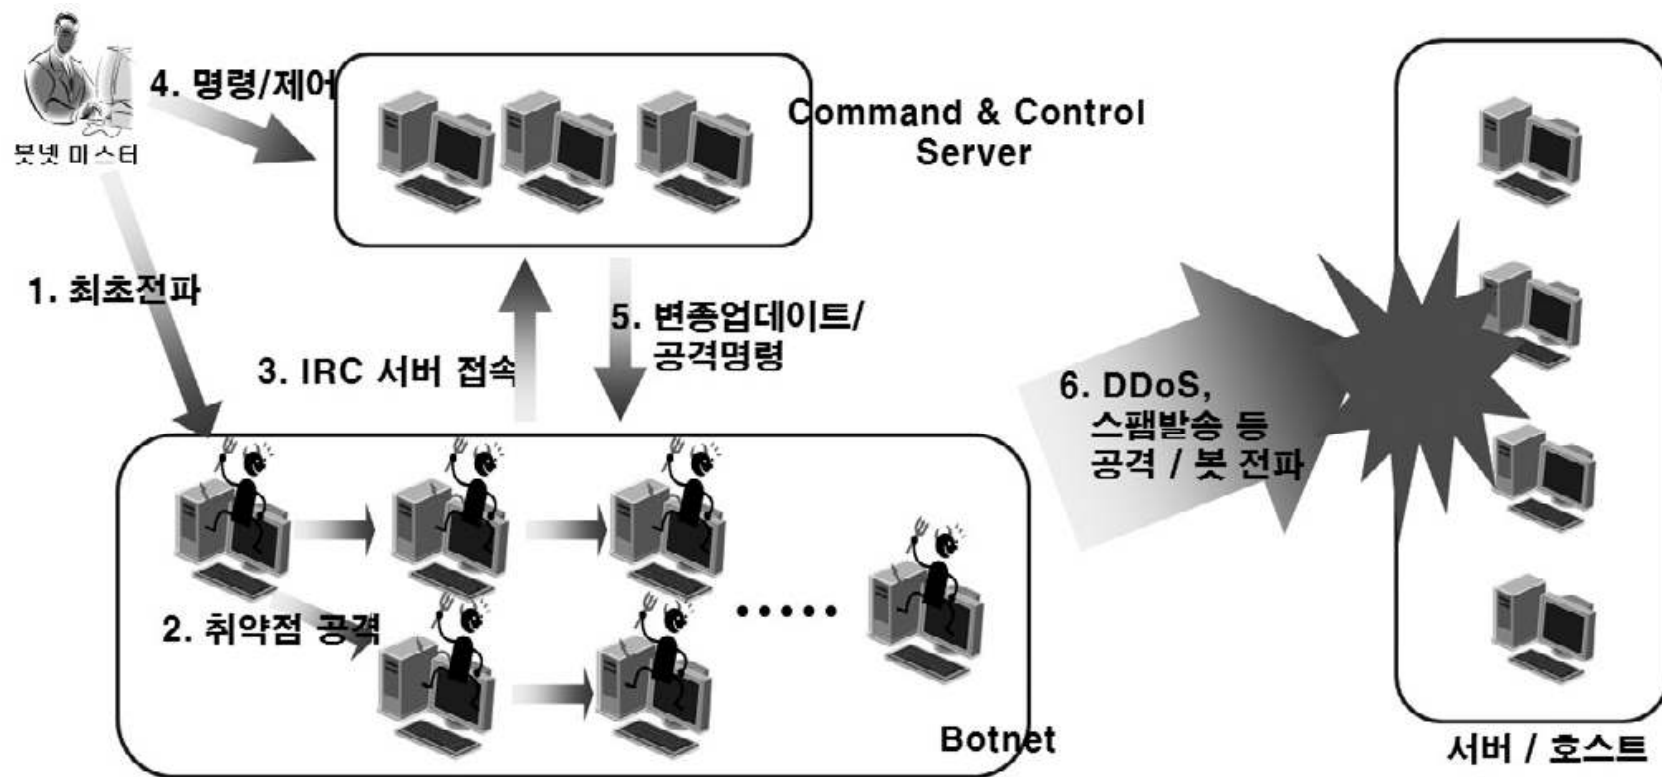 4. 명령/제어
봇넷 마스터
Command & Control
Server
1. 최초전파
3. IRC 서버 접속
5. 변종업데이트/
공격명령
6. DDoS,
스팸발송 등
공격 / 봇 전파
2. 취약점 공격
Botnet
서버 / 호스트